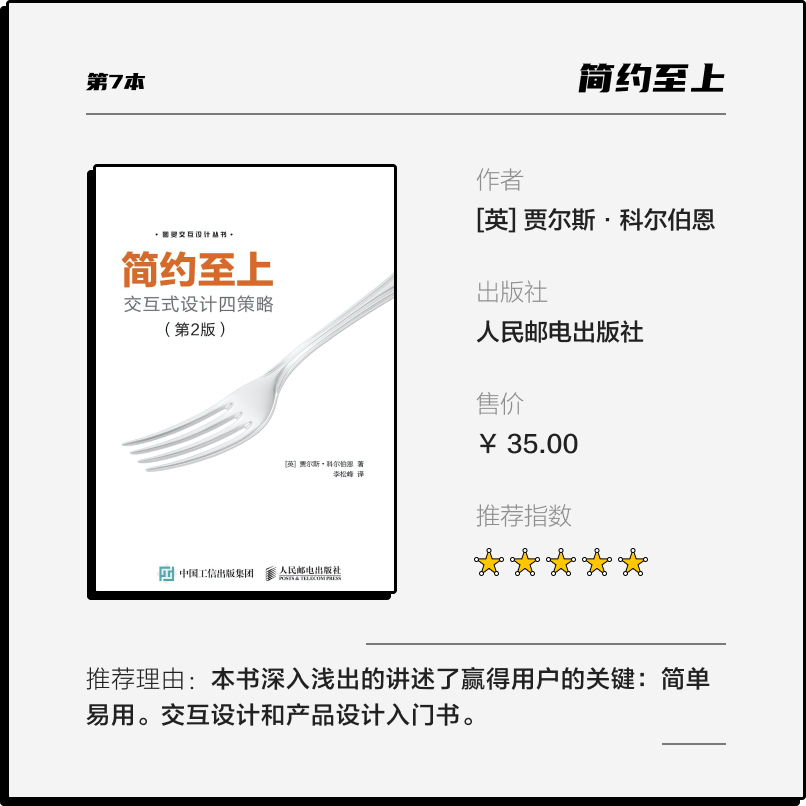 第7本
简约至上
·图灵交互设计丛书·
简约至上
交互式设计四策略
（第2版）
[英] 贾尔斯·科尔伯恩 著
李松峰 译
中国工信出版集团
人民邮电出版社
POSTS & TELECOM PRESS
作者
[英] 贾尔斯 · 科尔伯恩
出版社
人民邮电出版社
售价
¥ 35.00
推荐指数
推荐理由：本书深入浅出的讲述了赢得用户的关键：简单
易用。交互设计和产品设计入门书。